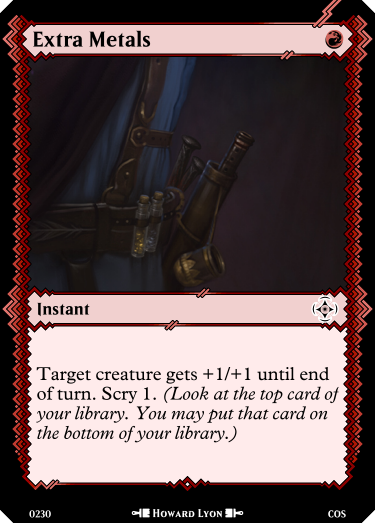 Extra Metals
Instant
Target creature gets +1/+1 until end
of turn. Scry 1. (Look at the top card of
your library. You may put that card on
the bottom of your library.)
0230
Howard Lyon
COS